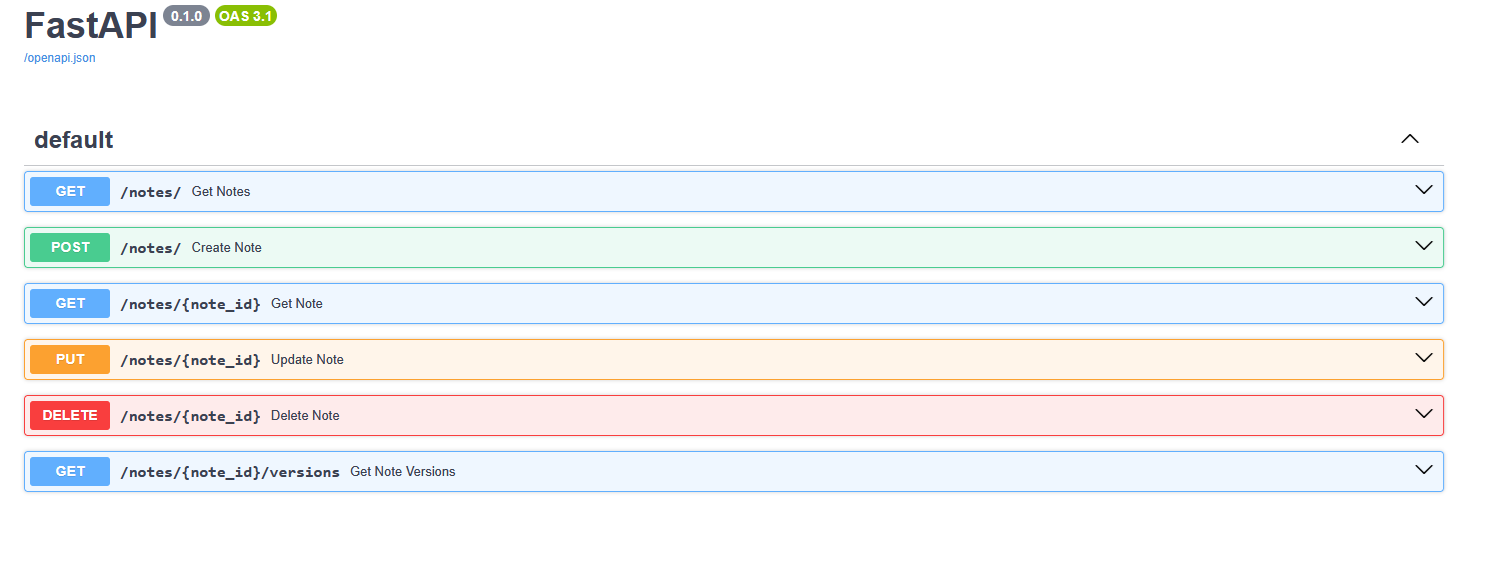 FastAPI 0.1.0 OAS 3.1
/openapi.json
default
GET /notes/ Get Notes
POST /notes/ Create Note
GET /notes/{note_id} Get Note
PUT /notes/{note_id} Update Note
DELETE /notes/{note_id} Delete Note
GET /notes/{note_id}/versions Get Note Versions